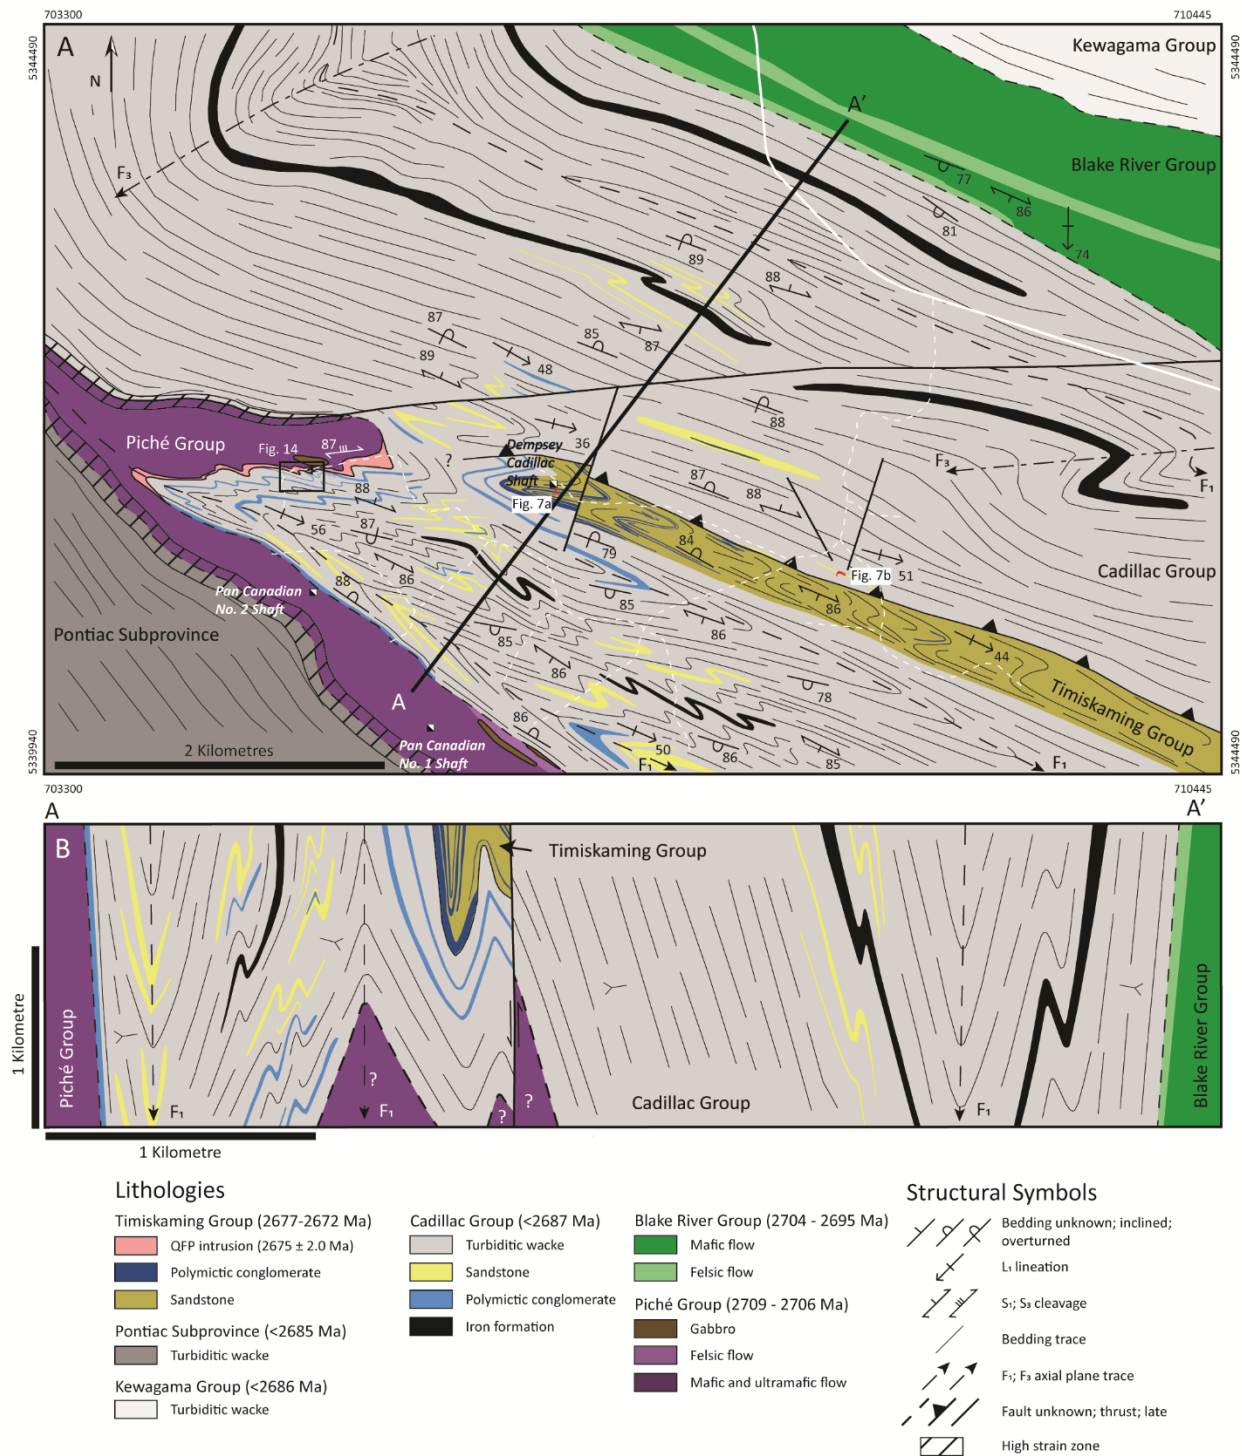 703300
710445
5344490
A
N
Kewagama Group
5344490
A'
Blake River Group
77
86
81
74
F₃
89
88
87
85
87
89
48
88
Piché Group
Fig. 14
87
Dempsey
Cadillac
Shaft
36
?
F₃
F₁
88
87
88
Fig. 7a
56
87
84
79
Fig. 7b
51
Cadillac Group
88
86
Pan Canadian
No. 2 Shaft
85
86
86
Pontiac Subprovince
85
44
86
78
A
Timiskaming Group
86
5339940
2 Kilometres
Pan Canadian
No. 1 Shaft
50
F₁
86
85
F₁
5344490
703300
710445
A
A'
B
Timiskaming Group
1 Kilometre
Piché Group
Blake River Group
?
?
?
F₁
F₁
Cadillac Group
F₁
1 Kilometre
Lithologies
Timiskaming Group (2677-2672 Ma)
QFP intrusion (2675 ± 2.0 Ma)
Polymictic conglomerate
Sandstone
Pontiac Subprovince (<2685 Ma)
Turbiditic wacke
Kewagama Group (<2686 Ma)
Turbiditic wacke
Cadillac Group (<2687 Ma)
Turbiditic wacke
Sandstone
Polymictic conglomerate
Iron formation
Blake River Group (2704 - 2695 Ma)
Mafic flow
Felsic flow
Piché Group (2709 - 2706 Ma)
Gabbro
Felsic flow
Mafic and ultramafic flow
Structural Symbols
Bedding unknown; inclined;
overturned
L₁ lineation
S₁; S₃ cleavage
Bedding trace
F₁; F₃ axial plane trace
Fault unknown; thrust; late
High strain zone